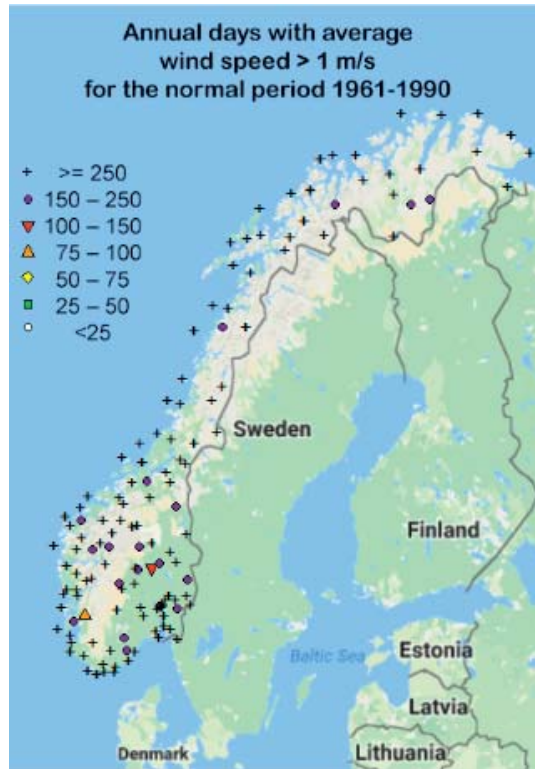 Annual days with average
wind speed > 1 m/s
for the normal period 1961-1990
>= 250
150 – 250
100 – 150
75 – 100
50 – 75
25 – 50
<25
Sweden
Finland
Baltic Sea
Estonia
Latvia
Denmark
Lithuania